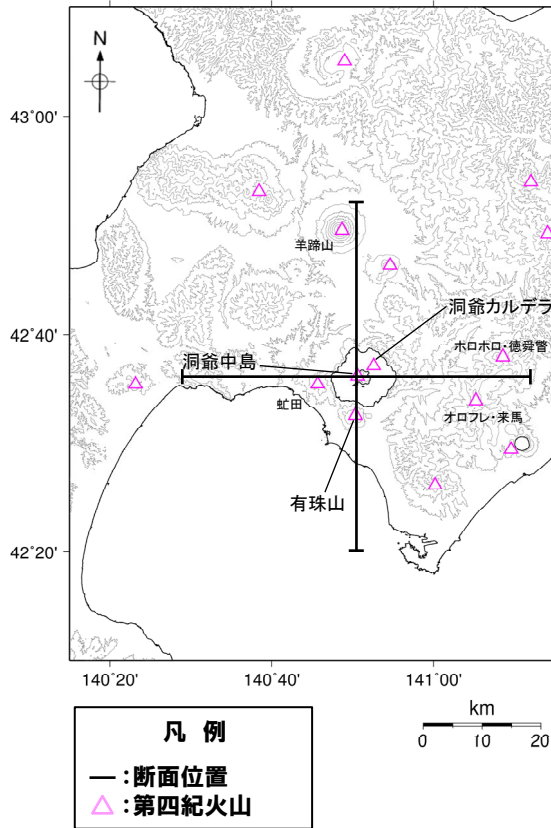 N
43°00'
羊蹄山
洞爺カルデラ
42°40'
ホロホロ・徳舜瞥
洞爺中島
虻田
オロフレ・来馬
有珠山
42°20'
140°20'
140°40'
141°00'
km
0 10 20
凡 例
― : 断面位置
△ : 第四紀火山